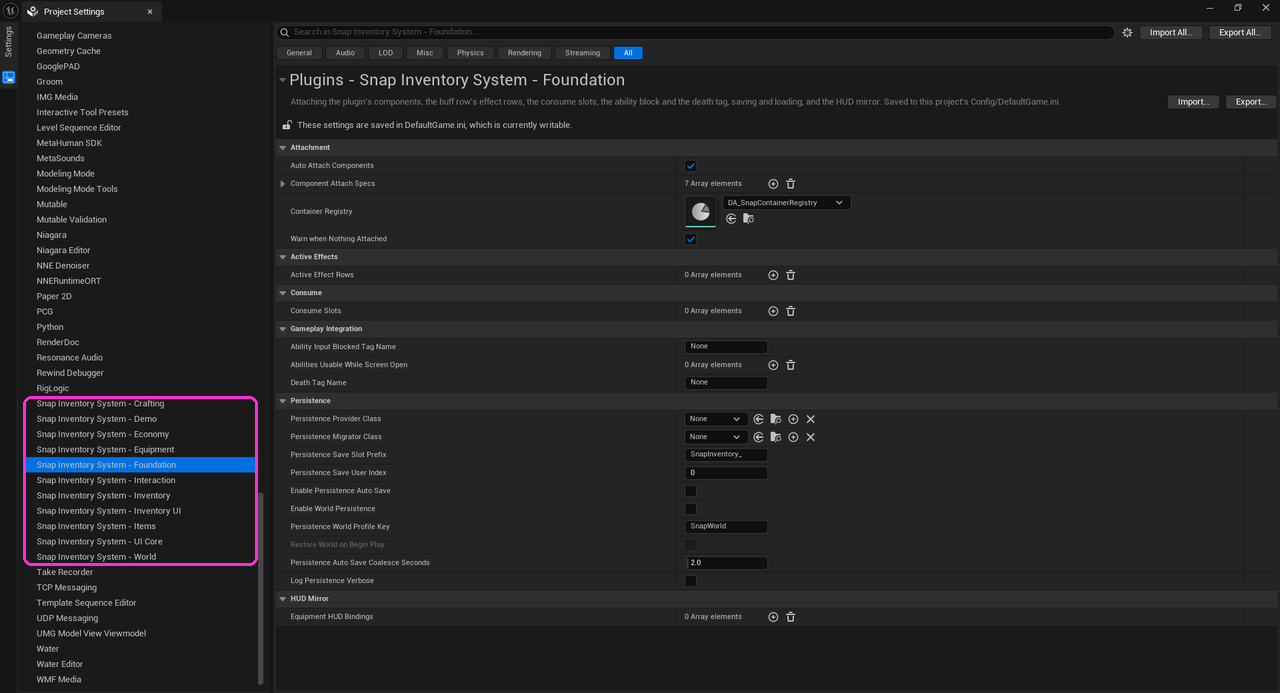 Project Settings
Settings
Gameplay Cameras
Geometry Cache
GooglePAD
Groom
IMG Media
Interactive Tool Presets
Level Sequence Editor
MetaHuman SDK
MetaSounds
Modeling Mode
Modeling Mode Tools
Mutable
Mutable Validation
Niagara
Niagara Editor
NNE Denoiser
NNERuntimeORT
Paper 2D
PCG
Python
RenderDoc
Resonance Audio
Rewind Debugger
RigLogic
Snap Inventory System - Crafting
Snap Inventory System - Demo
Snap Inventory System - Economy
Snap Inventory System - Equipment
Snap Inventory System - Foundation
Snap Inventory System - Interaction
Snap Inventory System - Inventory
Snap Inventory System - Inventory UI
Snap Inventory System - Items
Snap Inventory System - UI Core
Snap Inventory System - World
Take Recorder
TCP Messaging
Template Sequence Editor
UDP Messaging
UMG Model View Viewmodel
Water
Water Editor
WMF Media
Search in Snap Inventory System - Foundation...
Import All... Export All...
General Audio LOD Misc Physics Rendering Streaming All
Plugins - Snap Inventory System - Foundation
Attaching the plugin's components, the buff row's effect rows, the consume slots, the ability block and the death tag, saving and loading, and the HUD mirror. Saved to this project's Config/DefaultGame.ini.
Import... Export...
These settings are saved in DefaultGame.ini, which is currently writable.
Attachment
Auto Attach Components
Component Attach Specs 7 Array elements
Container Registry DA_SnapContainerRegistry
Warn when Nothing Attached
Active Effects
Active Effect Rows 0 Array elements
Consume
Consume Slots 0 Array elements
Gameplay Integration
Ability Input Blocked Tag Name None
Abilities Usable While Screen Open 0 Array elements
Death Tag Name None
Persistence
Persistence Provider Class None
Persistence Migrator Class None
Persistence Save Slot Prefix SnapInventory_
Persistence Save User Index 0
Enable Persistence Auto Save
Enable World Persistence
Persistence World Profile Key SnapWorld
Restore World on Begin Play
Persistence Auto Save Coalesce Seconds 2.0
Log Persistence Verbose
HUD Mirror
Equipment HUD Bindings 0 Array elements